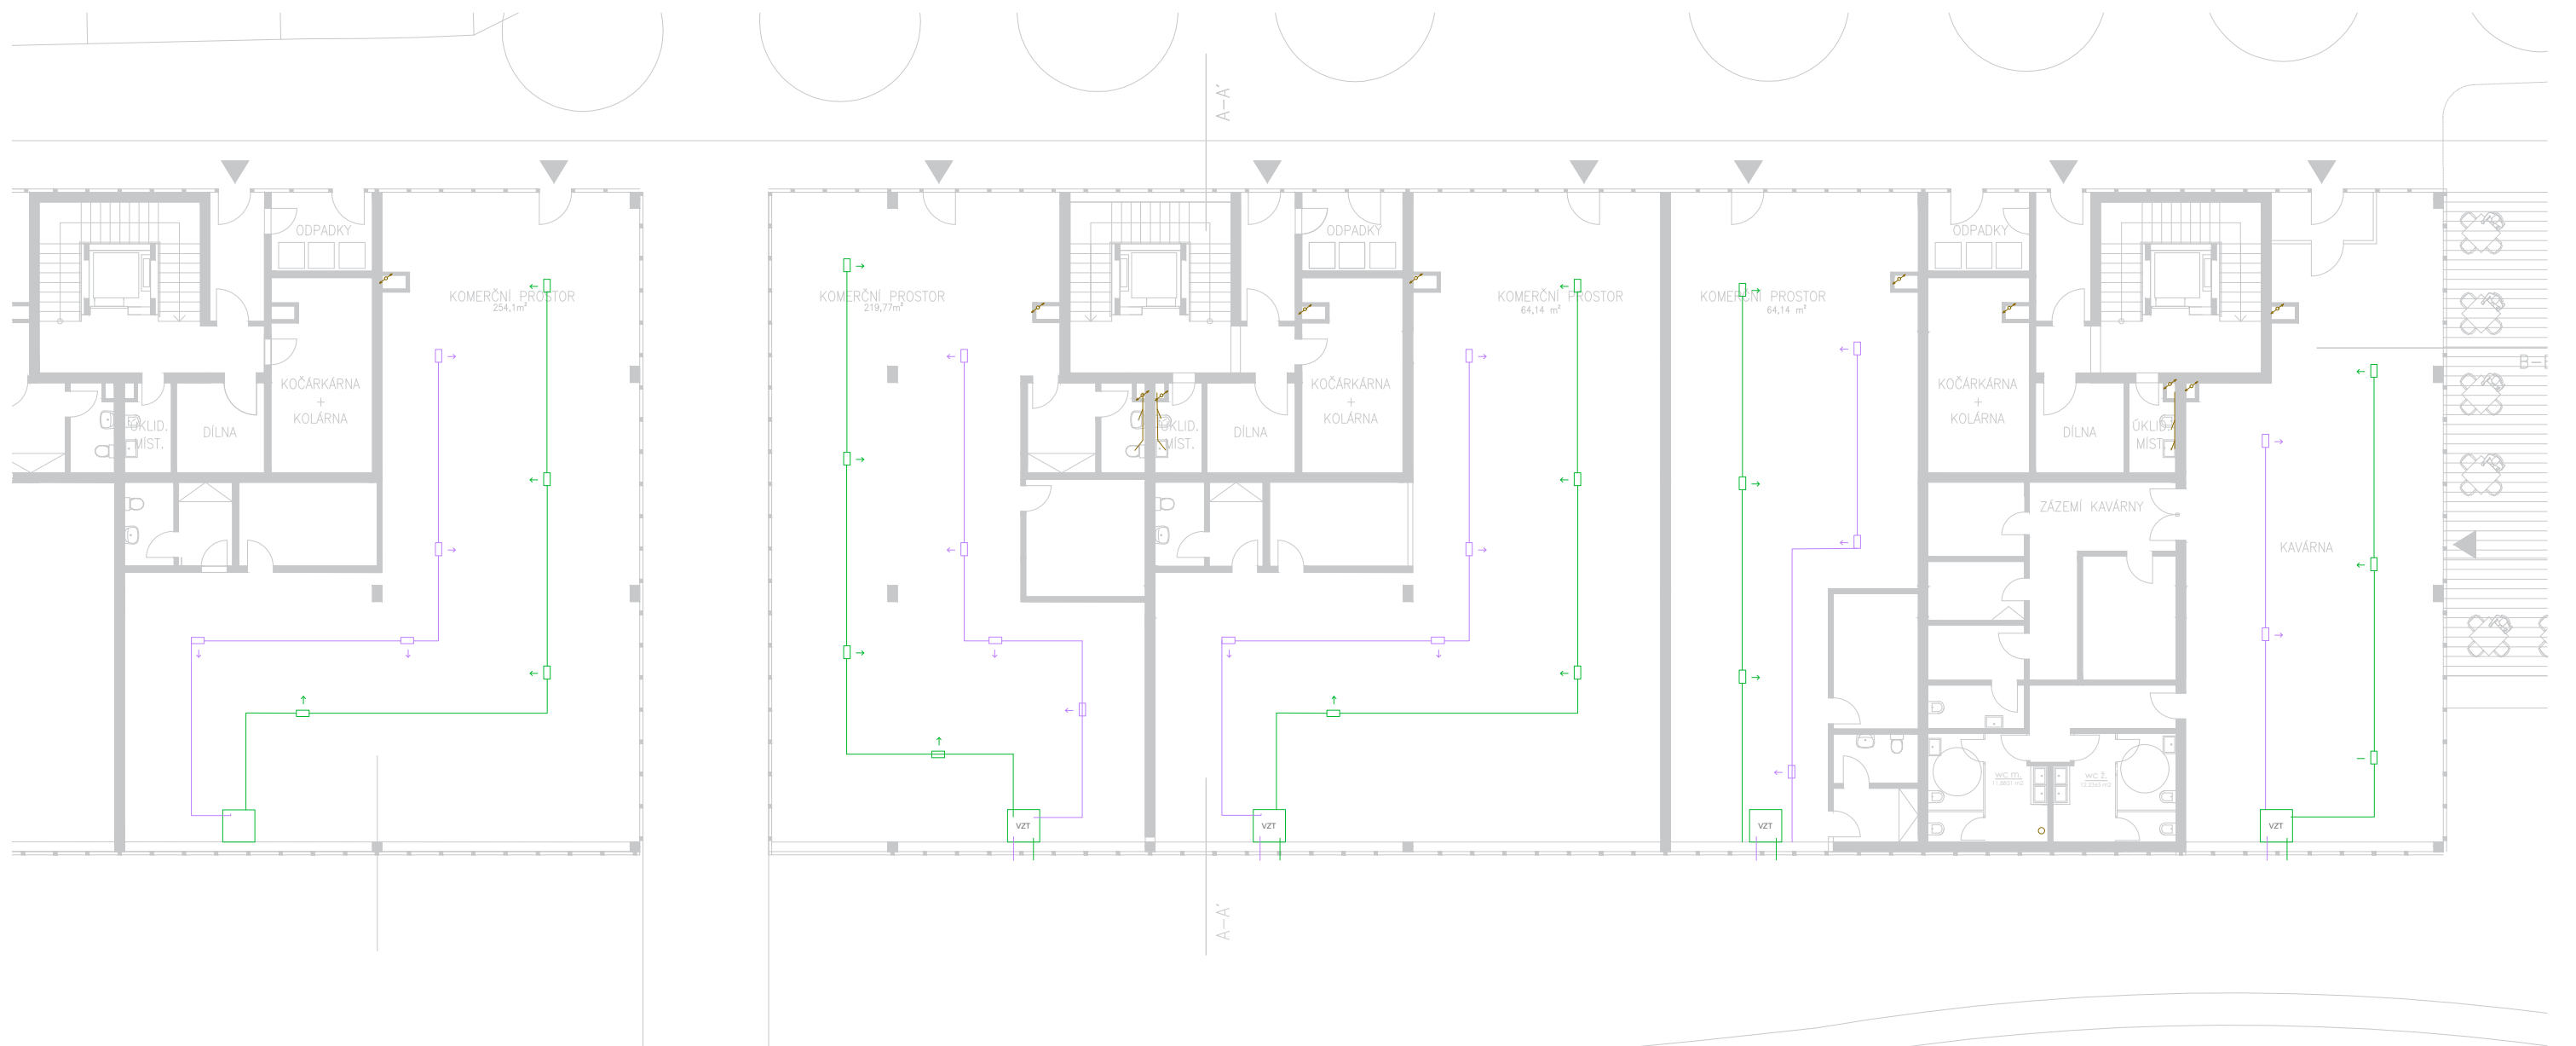 A-A'
ODPADKY
KOMERČNÍ PROSTOR
254,1m²
KOČÁRKÁRNA
+
KOLÁRNA
ÚKLID.
MÍST.
DÍLNA
KOMERČNÍ PROSTOR
219,77m²
ODPADKY
KOČÁRKÁRNA
+
KOLÁRNA
ÚKLID.
MÍST.
DÍLNA
KOMERČNÍ PROSTOR
64,14 m²
KOMERČNÍ PROSTOR
64,14 m²
ODPADKY
KOČÁRKÁRNA
+
KOLÁRNA
DÍLNA
ÚKLID.
MÍST.
ZÁZEMÍ KAVÁRNY
KAVÁRNA
WC m.
WC ž.
VZT
VZT
VZT
VZT
A-A'